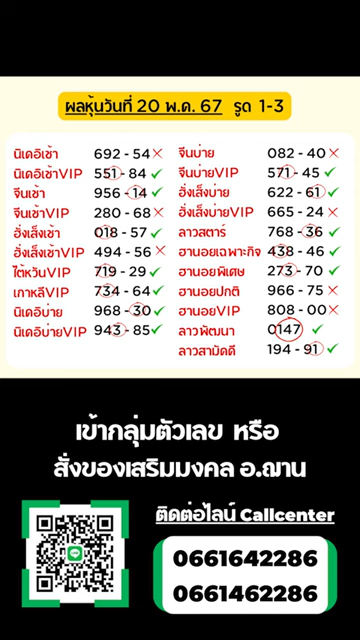 ผลหุ้นวันที่ 20 พ.ค. 67 รูด 1-3
นิเคอิเช้า 692 - 54
นิเคอิเช้าVIP 551 - 84
จีนเช้า 956 - 14
จีนเช้าVIP 280 - 68
ฮั่งเส็งเช้า 018 - 57
ฮั่งเส็งเช้าVIP 494 - 56
ไต้หวันVIP 719 - 29
เกาหลีVIP 734 - 64
นิเคอิบ่าย 968 - 30
นิเคอิบ่ายVIP 943 - 85
จีนบ่าย 082 - 40
จีนบ่ายVIP 571 - 45
ฮั่งเส็งบ่าย 622 - 61
ฮั่งเส็งบ่ายVIP 665 - 24
ลาวสตาร์ 768 - 36
ฮานอยเฉพาะกิจ 438 - 46
ฮานอยพิเศษ 273 - 70
ฮานอยปกติ 966 - 75
ฮานอยVIP 808 - 00
ลาวพัฒนา 0147
ลาวสามัคคี 194 - 91
เข้ากลุ่มตัวเลข หรือ
สั่งของเสริมมงคล อ.ฌาน
ติดต่อไลน์ Callcenter
0661642286
0661462286